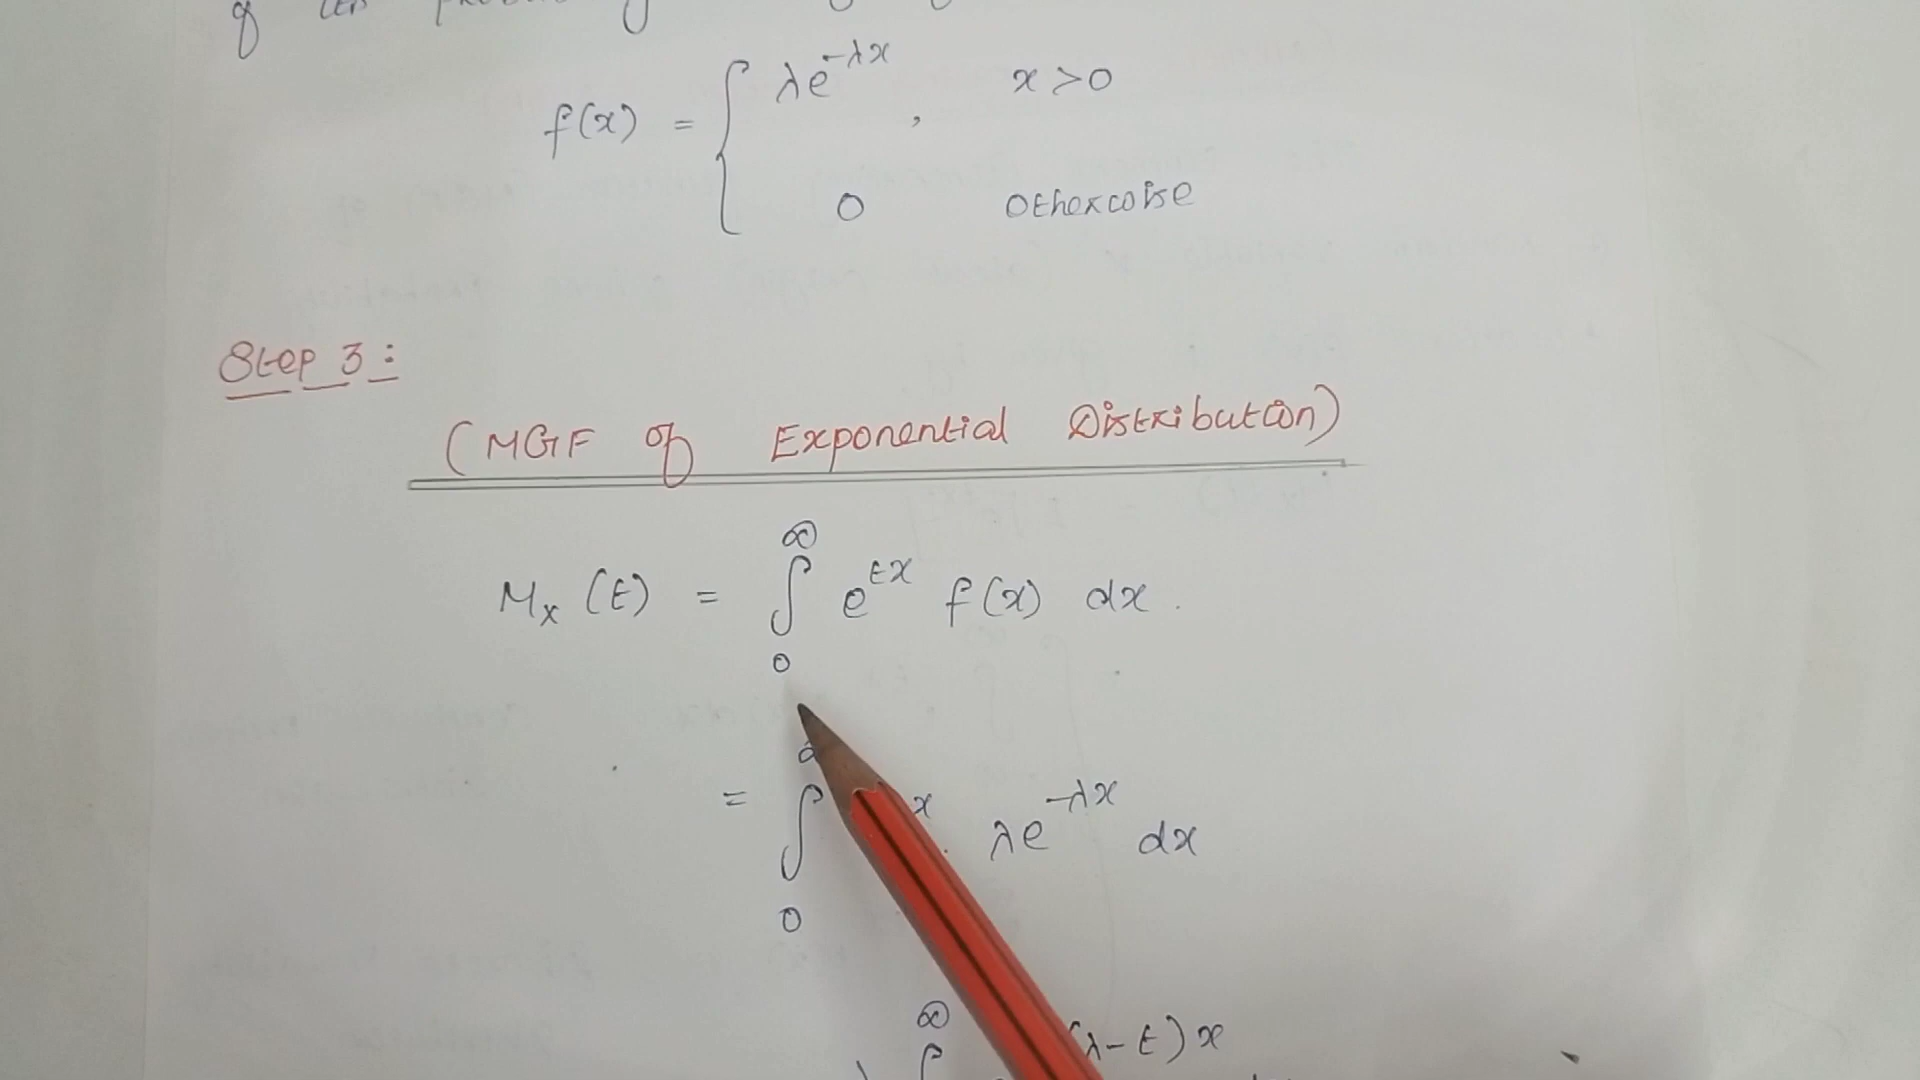 of
f(x) = { λe^{-λx} , x > 0
0 otherwise
Step 3 :
(MGF of Exponential Distribution)
M_x (t) = ∫_0^∞ e^{tx} f(x) dx .
= ∫_0 x . λe^{-λx} dx
∞ (λ - t) x